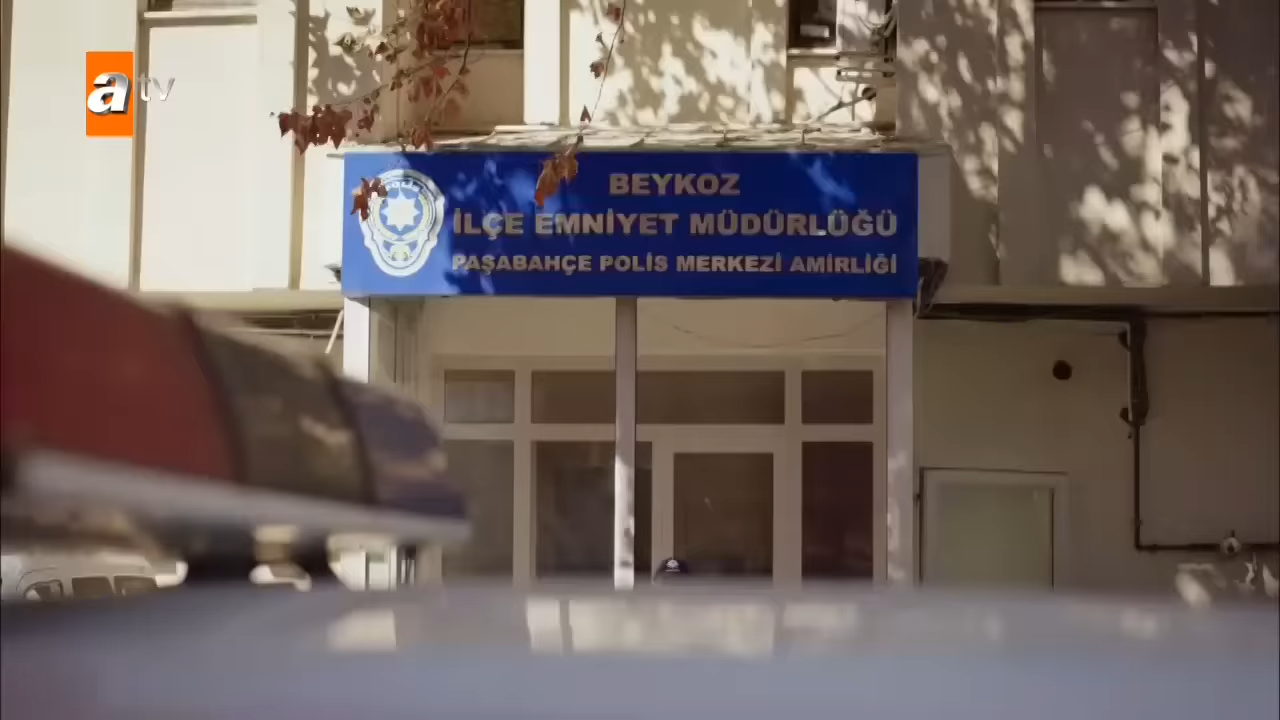 atv
BEYKOZ
İLÇE EMNİYET MÜDÜRLÜĞÜ
PAŞABAHÇE POLİS MERKEZİ AMİRLİĞİ